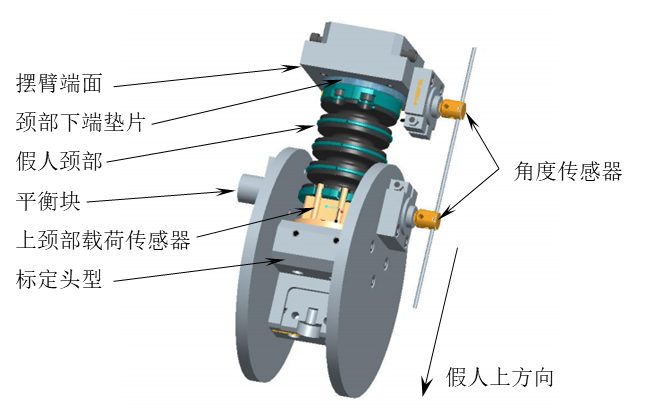 摆臂端面
颈部下端垫片
假人颈部
平衡块
上颈部载荷传感器
标定头型
角度传感器
假人上方向